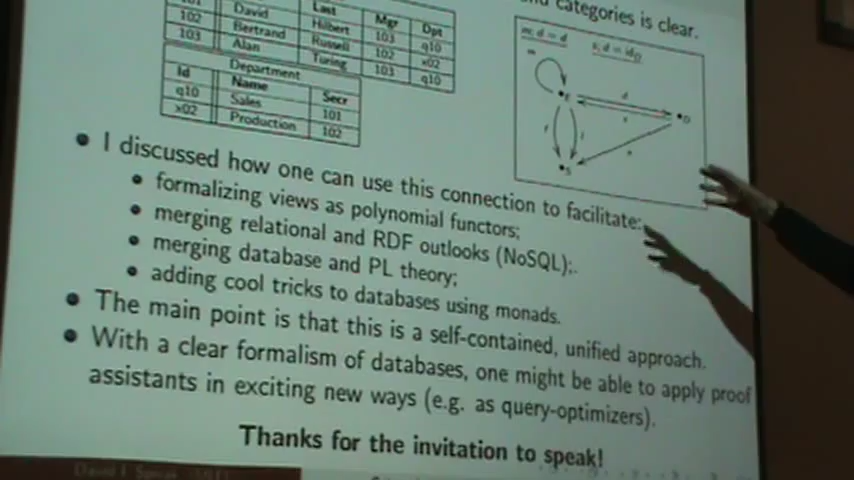 categories is clear.
Last Mgr Dpt
David Hilbert 103 q10
102 Bertrand Russell 102 x02
103 Alan Turing 103 q10
Department
Id Name Secr
q10 Sales 101
x02 Production 102
• I discussed how one can use this connection to facilitate:
• formalizing views as polynomial functors;
• merging relational and RDF outlooks (NoSQL);
• merging database and PL theory;
• adding cool tricks to databases using monads.
• The main point is that this is a self-contained, unified approach.
• With a clear formalism of databases, one might be able to apply proof
assistants in exciting new ways (e.g. as query-optimizers).
Thanks for the invitation to speak!